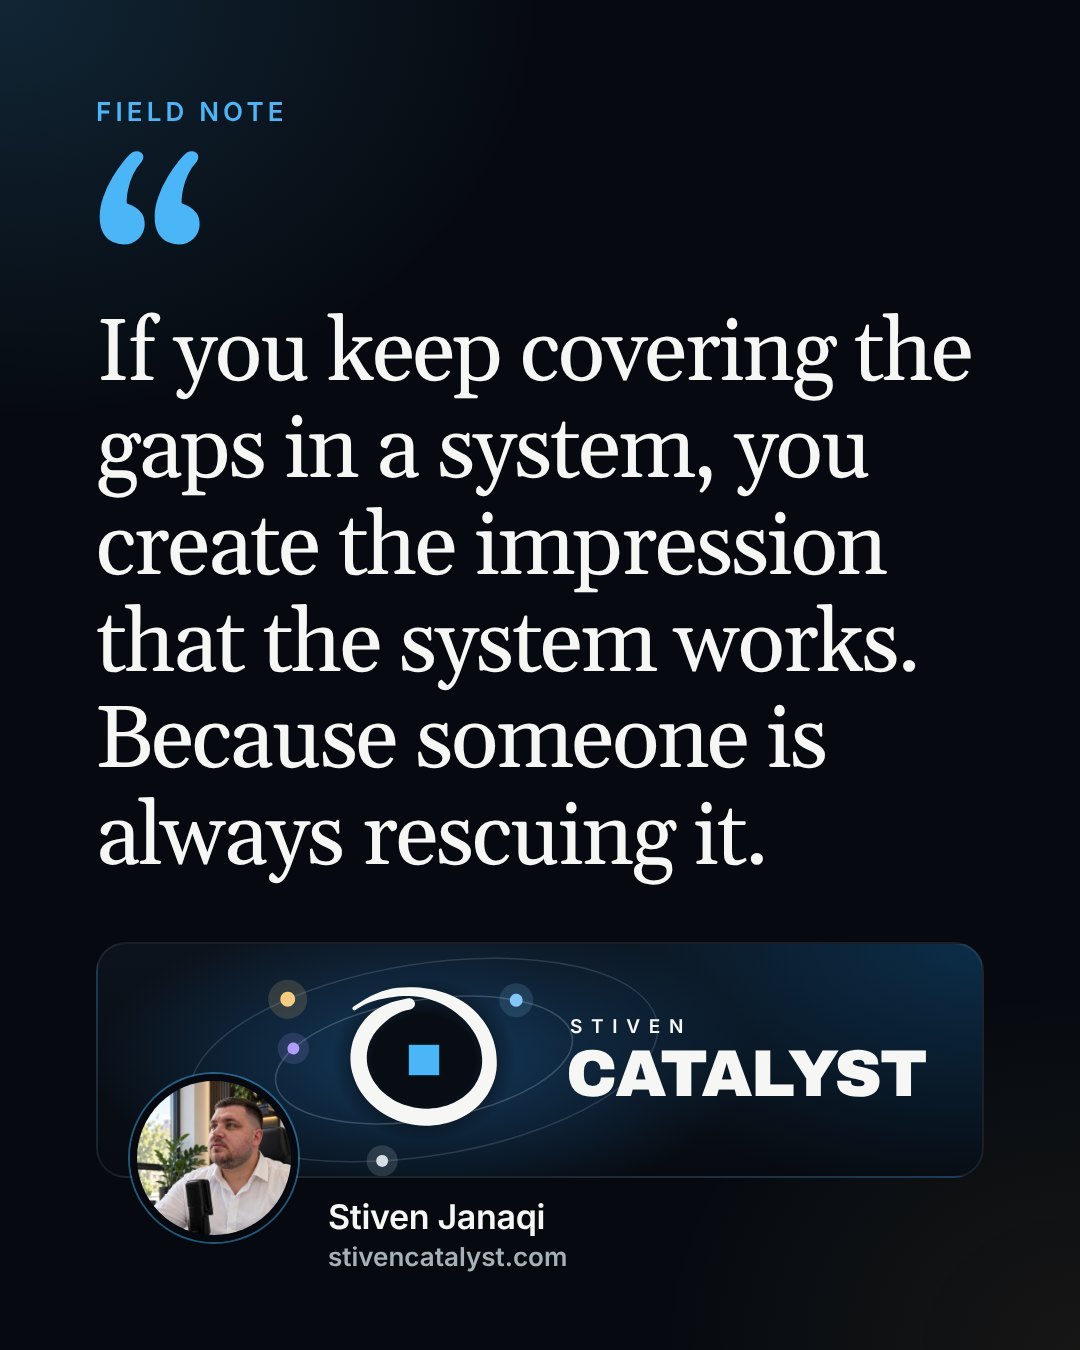 FIELD NOTE
“
If you keep covering the
gaps in a system, you
create the impression
that the system works.
Because someone is
always rescuing it.
STIVEN
CATALYST
Stiven Janaqi
stivencatalyst.com